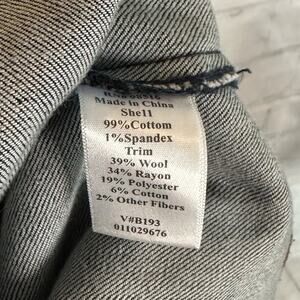 Made in China
Shell
99%Cotton
1%Spandex
Trim
39% Wool
34% Rayon
19% Polyester
6% Cotton
2% Other Fibers
V#B193
011029676